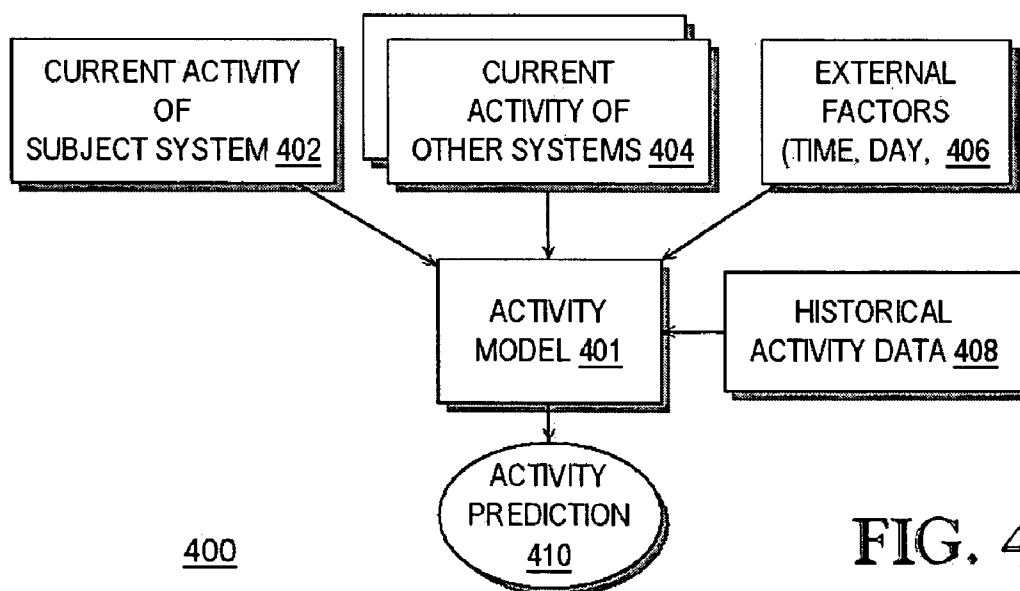 CURRENT ACTIVITY
OF
SUBJECT SYSTEM 402
CURRENT
ACTIVITY OF
OTHER SYSTEMS 404
EXTERNAL
FACTORS
(TIME, DAY, 406
ACTIVITY
MODEL 401
HISTORICAL
ACTIVITY DATA 408
ACTIVITY
PREDICTION
410
400
FIG. 4